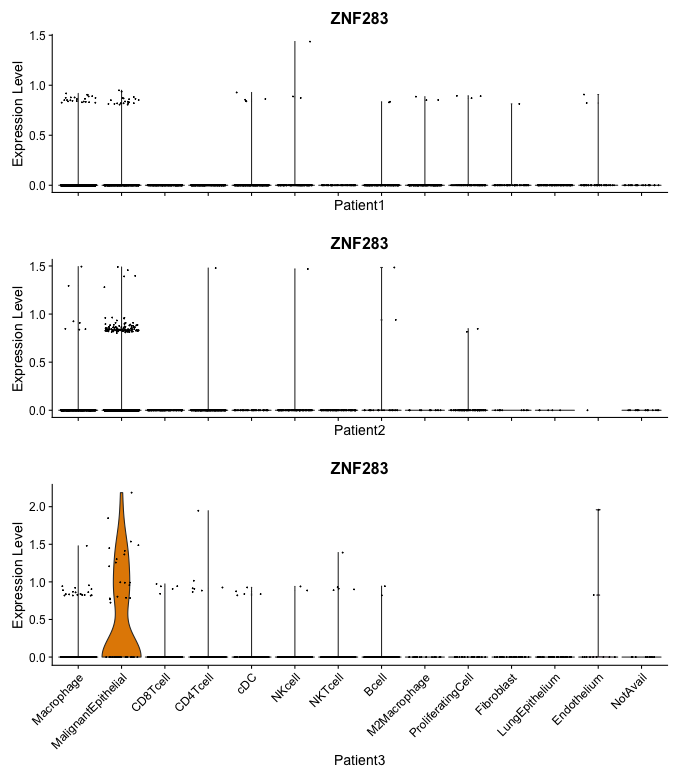 ZNF283
Expression Level
1.5
1.0
0.5
0.0
Patient1
ZNF283
Expression Level
1.5
1.0
0.5
0.0
Patient2
ZNF283
Expression Level
2.0
1.5
1.0
0.5
0.0
Macrophage
MalignantEpithelial
CD8Tcell
CD4Tcell
cDC
NKcell
NKTcell
Bcell
M2Macrophage
ProliferatingCell
Fibroblast
LungEpithelium
Endothelium
NotAvail
Patient3